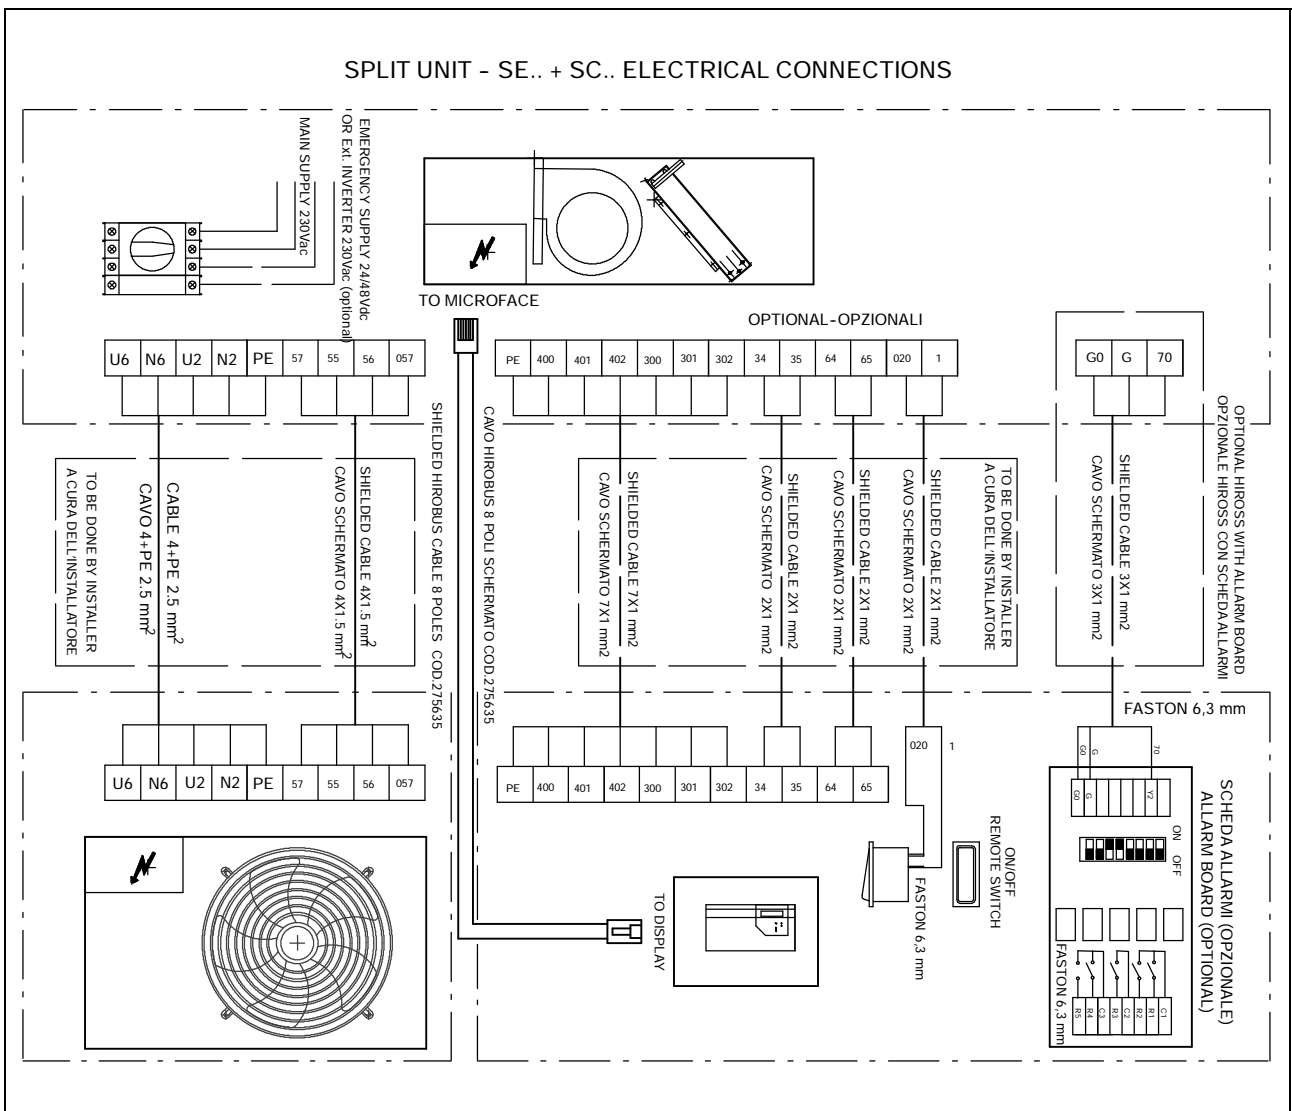 SPLIT UNIT - SE.. + SC.. ELECTRICAL CONNECTIONS
MAIN SUPPLY 230Vac
EMERGENCY SUPPLY 24/48Vdc
OR Ext. INVERTER 230Vac (optional)
TO MICROFACE
OPTIONAL-OPZIONALI
U6 N6 U2 N2 PE 57 55 56 057
PE 400 401 402 300 301 302 34 35 64 65 020 1
G0 G 70
TO BE DONE BY INSTALLER
A CURA DELL'INSTALLATORE
CABLE 4+PE 2.5 mm2
CAVO 4+PE 2.5 mm2
SHIELDED CABLE 4X1.5 mm2
CAVO SCHERMATO 4X1.5 mm2
SHIELDED HIROBUS CABLE 8 POLES COD.275635
CAVO HIROBUS 8 POLI SCHERMATO COD.275635
SHIELDED CABLE 7X1 mm2
CAVO SCHERMATO 7X1 mm2
SHIELDED CABLE 2X1 mm2
CAVO SCHERMATO 2X1 mm2
SHIELDED CABLE 2X1 mm2
CAVO SCHERMATO 2X1 mm2
SHIELDED CABLE 2X1 mm2
CAVO SCHERMATO 2X1 mm2
TO BE DONE BY INSTALLER
A CURA DELL'INSTALLATORE
SHIELDED CABLE 3X1 mm2
CAVO SCHERMATO 3X1 mm2
OPTIONAL HIROSS WITH ALLARM BOARD
OPZIONALE HIROSS CON SCHEDA ALLARMI
U6 N6 U2 N2 PE 57 55 56 057
PE 400 401 402 300 301 302 34 35 64 65
020 1
FASTON 6,3 mm
G0 G 70
G0 G Y2
ON OFF
SCHEDA ALLARMI (OPZIONALE)
ALLARM BOARD (OPTIONAL)
ON/OFF
REMOTE SWITCH
FASTON 6,3 mm
TO DISPLAY
FASTON 6,3 mm
R5 R4 C3 R3 C2 R2 R1 C1